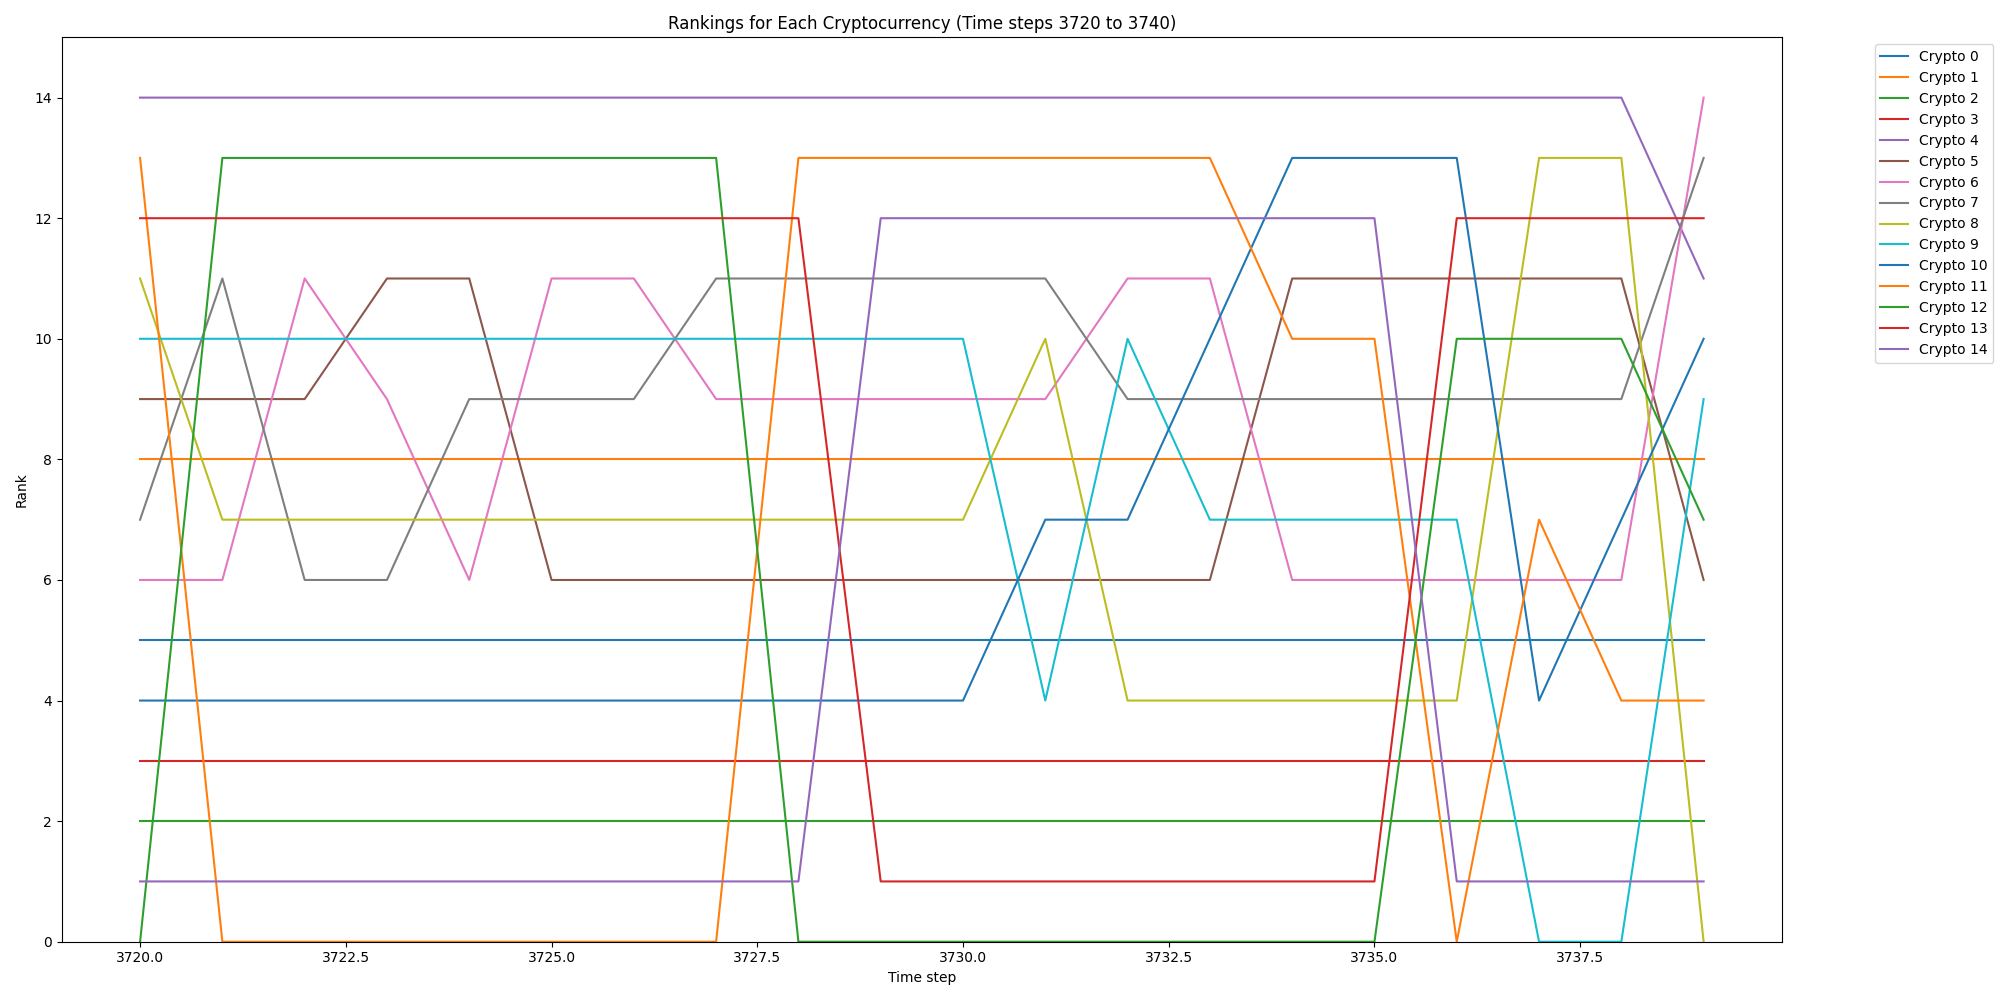 Rankings for Each Cryptocurrency (Time steps 3720 to 3740)
14
12
10
8
6
4
2
0
Rank
3720.0
3722.5
3725.0
3727.5
3730.0
3732.5
3735.0
3737.5
Time step
Crypto 0
Crypto 1
Crypto 2
Crypto 3
Crypto 4
Crypto 5
Crypto 6
Crypto 7
Crypto 8
Crypto 9
Crypto 10
Crypto 11
Crypto 12
Crypto 13
Crypto 14